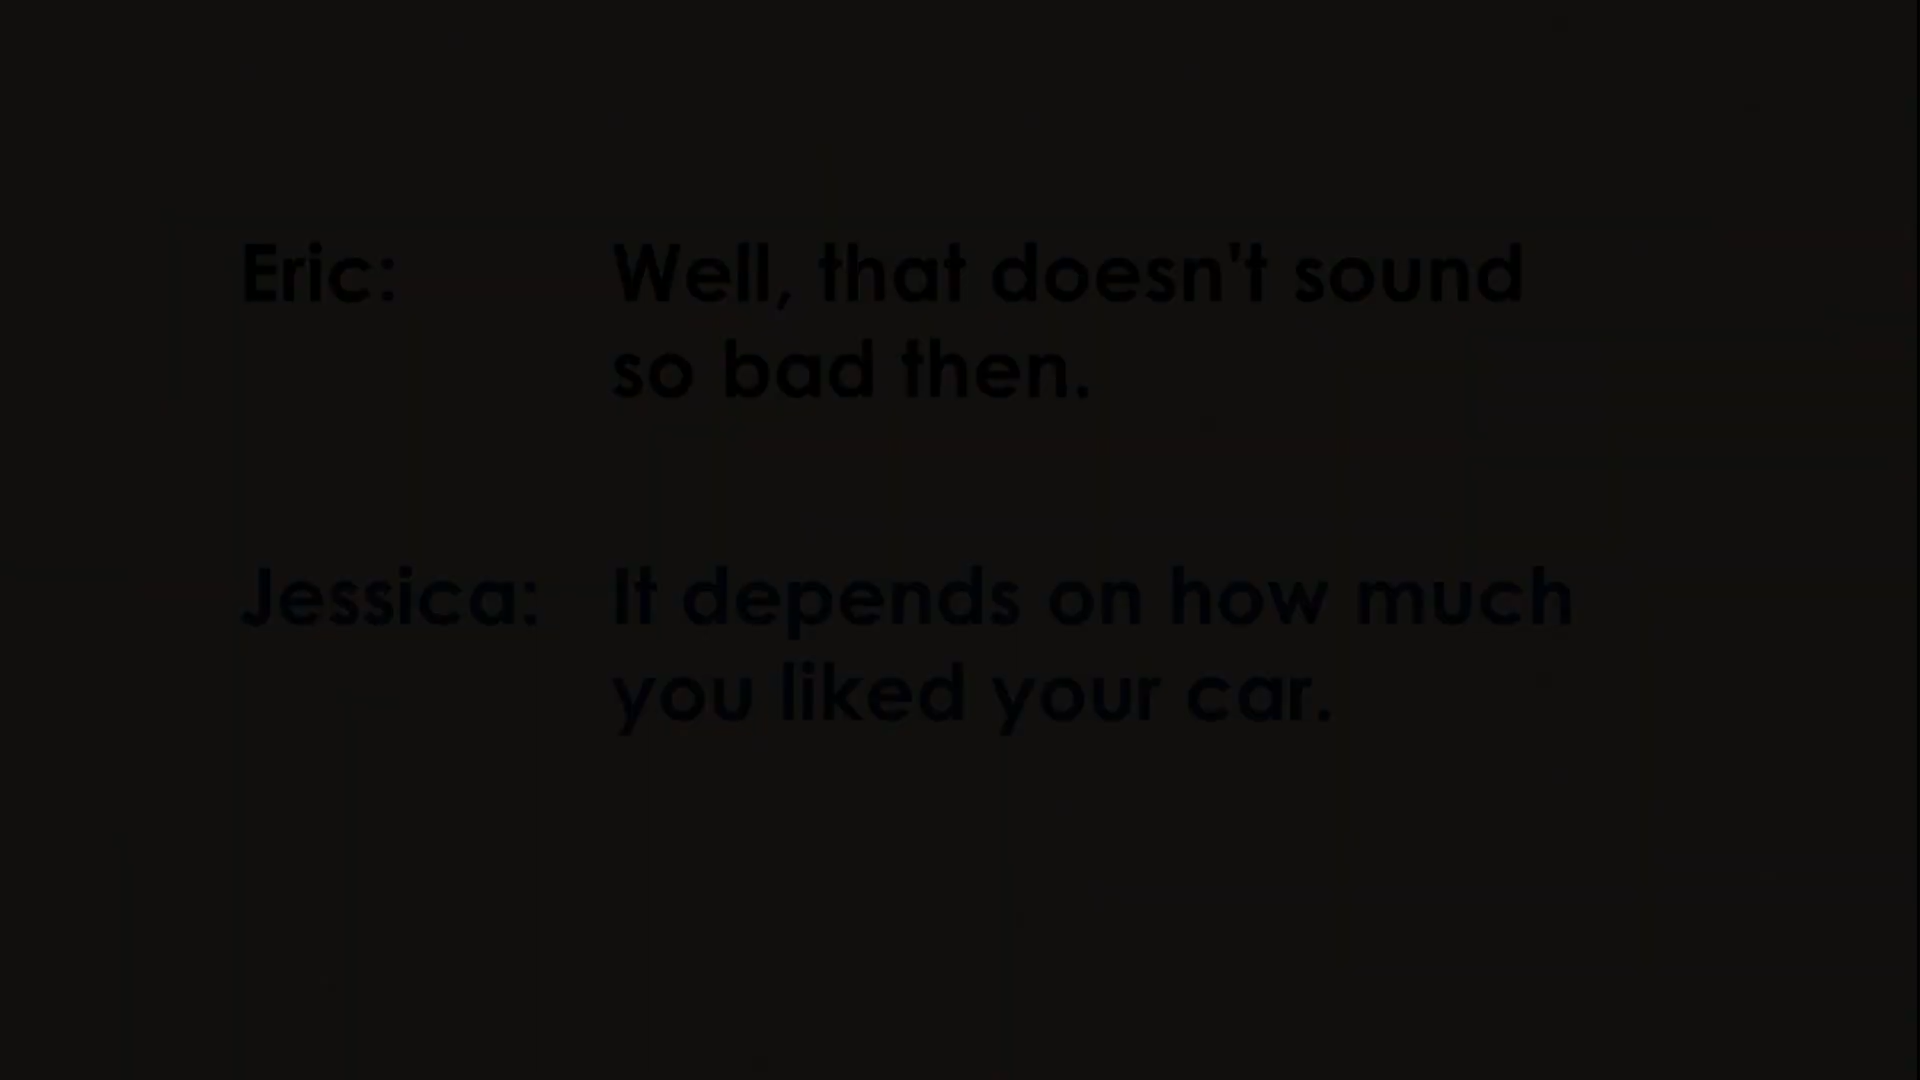 Eric: Well, that doesn't sound
so bad then.
Jessica: It depends on how much
you liked your car.